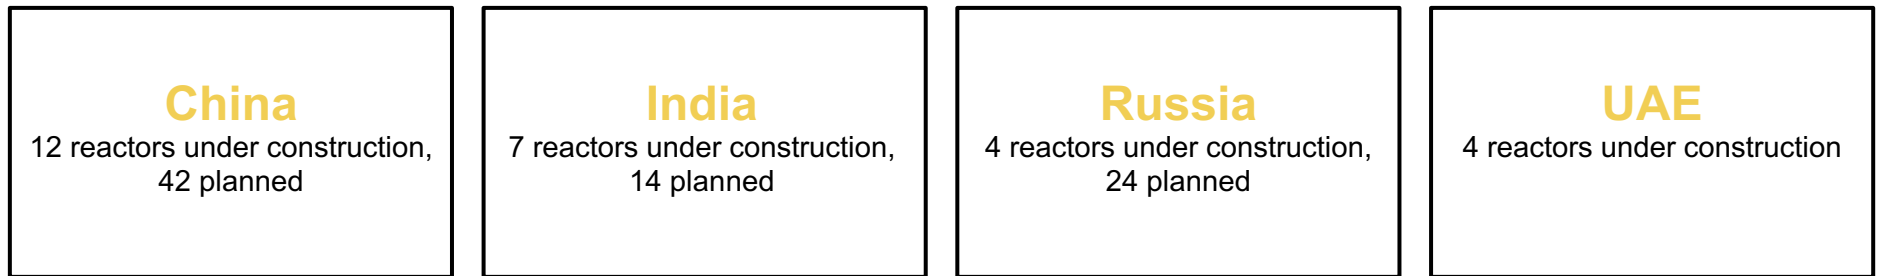 China
12 reactors under construction,
42 planned
India
7 reactors under construction,
14 planned
Russia
4 reactors under construction,
24 planned
UAE
4 reactors under construction